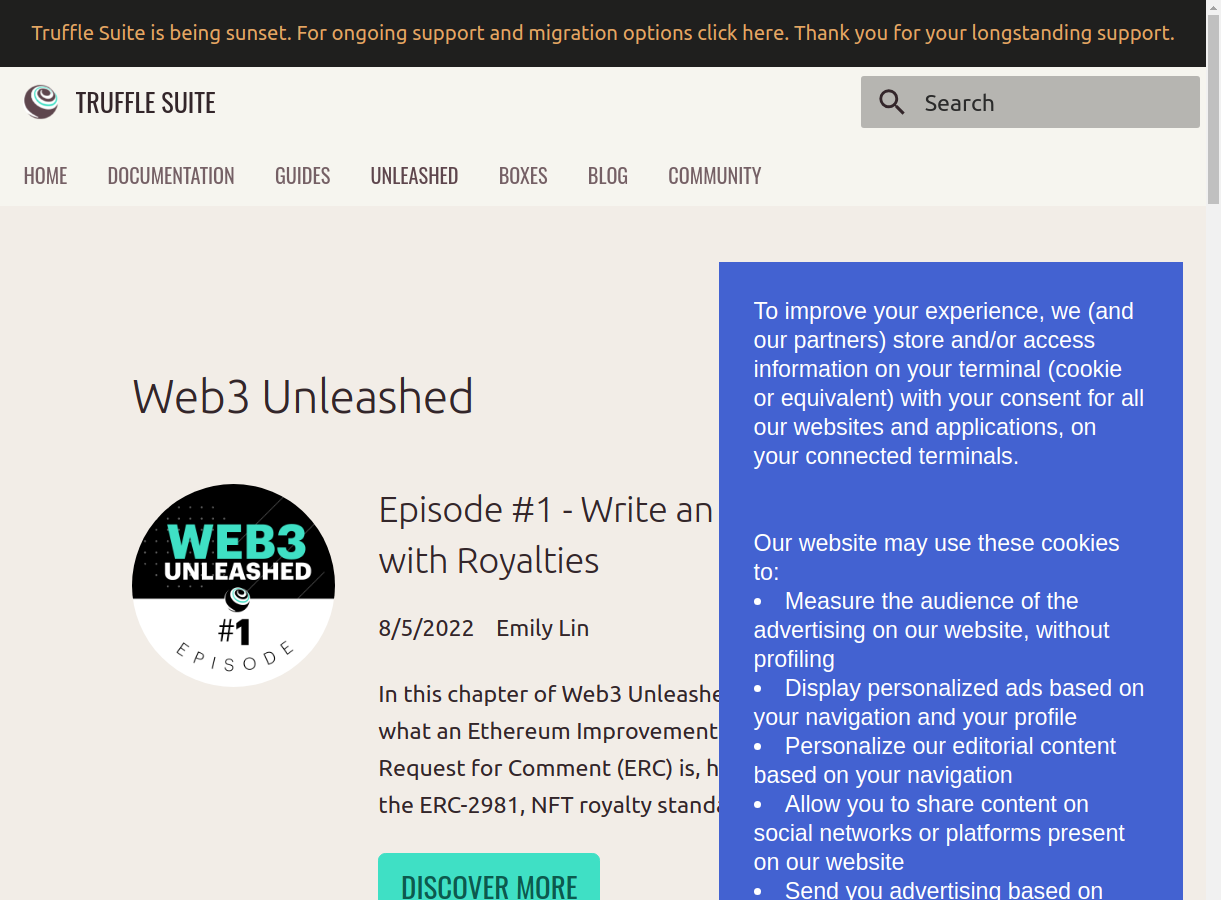 Truffle Suite is being sunset. For ongoing support and migration options click here. Thank you for your longstanding support.
TRUFFLE SUITE
Search
HOME
DOCUMENTATION
GUIDES
UNLEASHED
BOXES
BLOG
COMMUNITY
Web3 Unleashed
WEB3
UNLEASHED
#1
EPISODE
Episode #1 - Write an
with Royalties
8/5/2022 Emily Lin
In this chapter of Web3 Unleashe
what an Ethereum Improvement
Request for Comment (ERC) is, h
the ERC-2981, NFT royalty standa
DISCOVER MORE
To improve your experience, we (and
our partners) store and/or access
information on your terminal (cookie
or equivalent) with your consent for all
our websites and applications, on
your connected terminals.
Our website may use these cookies
to:
• Measure the audience of the
advertising on our website, without
profiling
• Display personalized ads based on
your navigation and your profile
• Personalize our editorial content
based on your navigation
• Allow you to share content on
social networks or platforms present
on our website
• Send you advertising based on